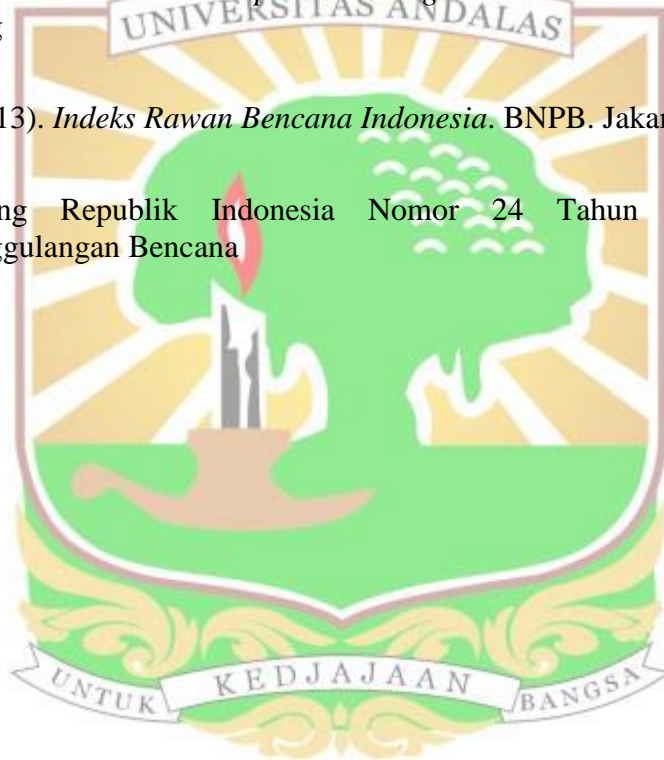 UNIVERSITAS ANDALAS
13). Indeks Rawan Bencana Indonesia. BNPB. Jakar
ng Republik Indonesia Nomor 24 Tahun
ggulangan Bencana
UNTUK KEDJAJAAN BANGSA